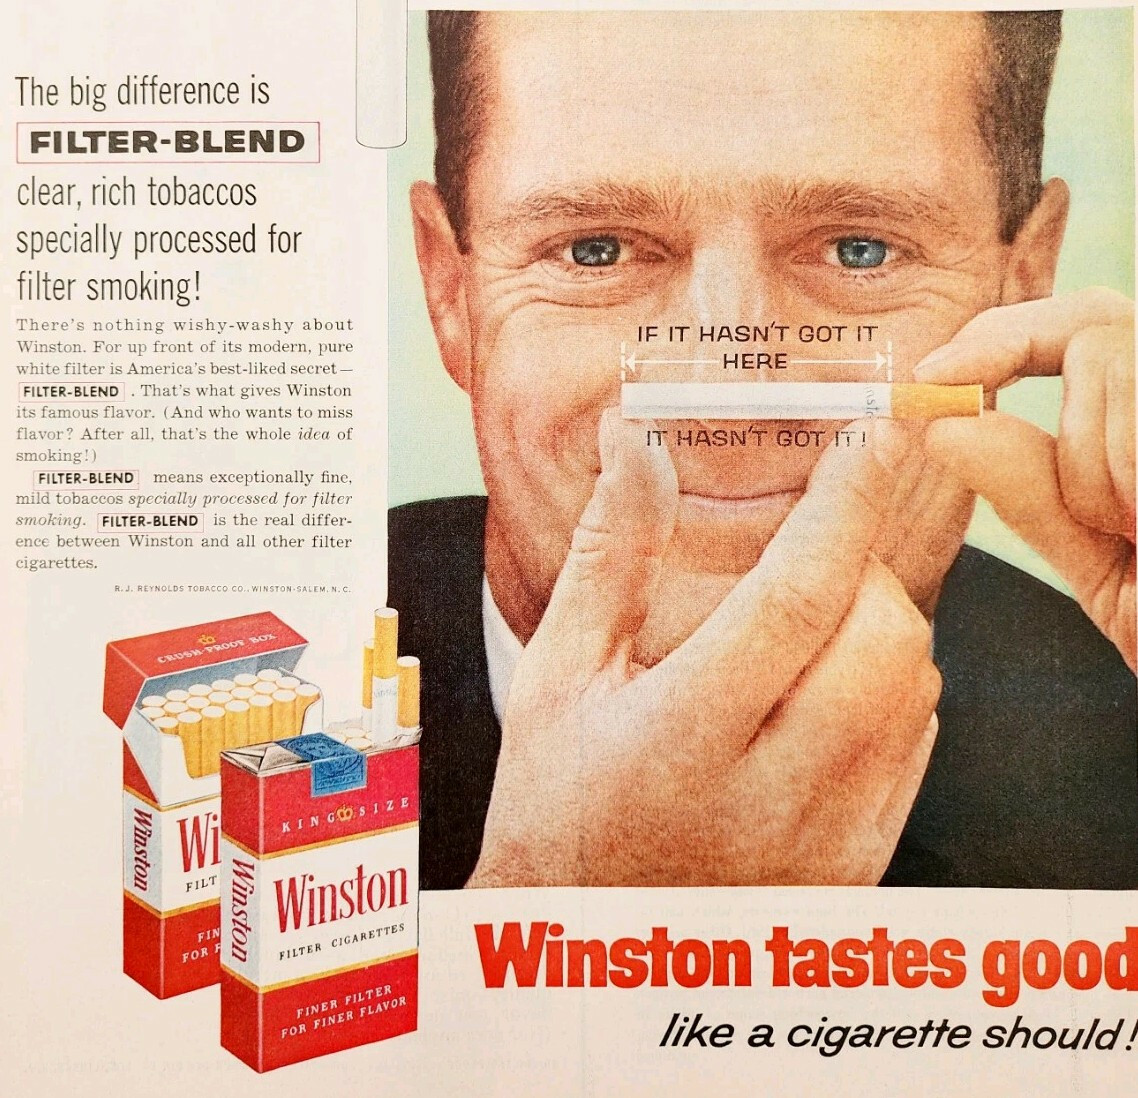 The big difference is
FILTER-BLEND
clear, rich tobaccos
specially processed for
filter smoking!
There's nothing wishy-washy about
Winston. For up front of its modern, pure
white filter is America's best-liked secret—
FILTER-BLEND . That's what gives Winston
its famous flavor. (And who wants to miss
flavor? After all, that's the whole idea of
smoking!)
FILTER-BLEND means exceptionally fine,
mild tobaccos specially processed for filter
smoking. FILTER-BLEND is the real differ-
ence between Winston and all other filter
cigarettes.
R.J. REYNOLDS TOBACCO CO., WINSTON-SALEM, N.C.
IF IT HASN'T GOT IT
HERE
IT HASN'T GOT IT!
CRUSH-PROOF BOX
Winston
Wi
FILT
FIN
FOR F
KING SIZE
Winston
Winston
FILTER CIGARETTES
FINER FILTER
FOR FINER FLAVOR
Winston tastes good
like a cigarette should!